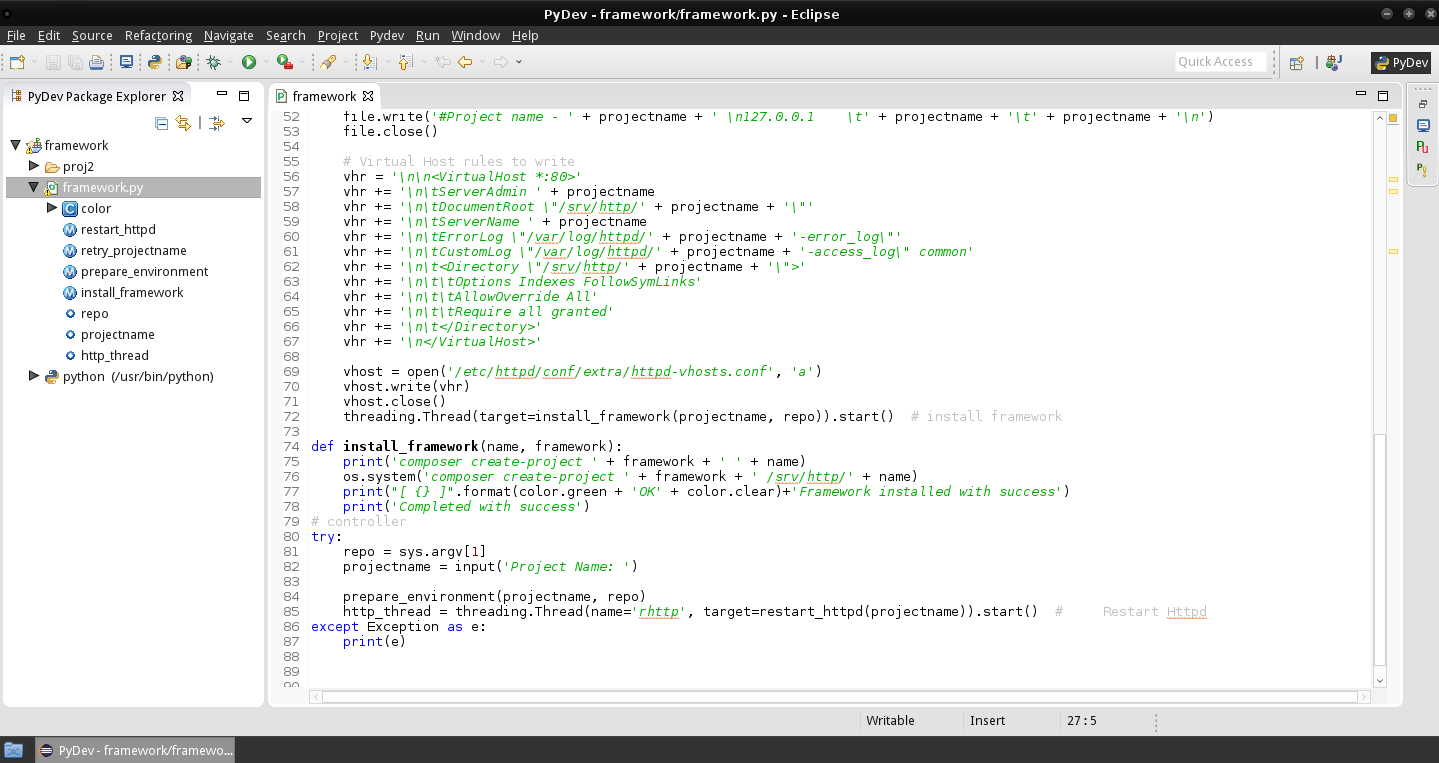 PyDev - framework/framework.py - Eclipse
File Edit Source Refactoring Navigate Search Project Pydev Run Window Help
Quick Access
PyDev
PyDev Package Explorer
framework
proj2
framework.py
color
restart_httpd
retry_projectname
prepare_environment
install_framework
repo
projectname
http_thread
python (/usr/bin/python)
framework
52     file.write('#Project name - ' + projectname + ' \n127.0.0.1    \t' + projectname + '\t' + projectname + '\n')
53     file.close()
54
55     # Virtual Host rules to write
56     vhr = '\n\n<VirtualHost *:80>'
57     vhr += '\n\tServerAdmin ' + projectname
58     vhr += '\n\tDocumentRoot \"/srv/http/' + projectname + '\"'
59     vhr += '\n\tServerName ' + projectname
60     vhr += '\n\tErrorLog \"/var/log/httpd/' + projectname + '-error_log\"'
61     vhr += '\n\tCustomLog \"/var/log/httpd/' + projectname + '-access_log\" common'
62     vhr += '\n\t<Directory \"/srv/http/' + projectname + '\">'
63     vhr += '\n\t\tOptions Indexes FollowSymLinks'
64     vhr += '\n\t\tAllowOverride All'
65     vhr += '\n\t\tRequire all granted'
66     vhr += '\n\t</Directory>'
67     vhr += '\n</VirtualHost>'
68
69     vhost = open('/etc/httpd/conf/extra/httpd-vhosts.conf', 'a')
70     vhost.write(vhr)
71     vhost.close()
72     threading.Thread(target=install_framework(projectname, repo)).start()  # install framework
73
74 def install_framework(name, framework):
75     print('composer create-project ' + framework + ' ' + name)
76     os.system('composer create-project ' + framework + ' /srv/http/' + name)
77     print("[ {} ]".format(color.green + 'OK' + color.clear)+'Framework installed with success')
78     print('Completed with success')
79 # controller
80 try:
81     repo = sys.argv[1]
82     projectname = input('Project Name: ')
83
84     prepare_environment(projectname, repo)
85     http_thread = threading.Thread(name='rhttp', target=restart_httpd(projectname)).start()  #     Restart Httpd
86 except Exception as e:
87     print(e)
88
89
90
Writable Insert 27:5
PyDev - framework/framewo...